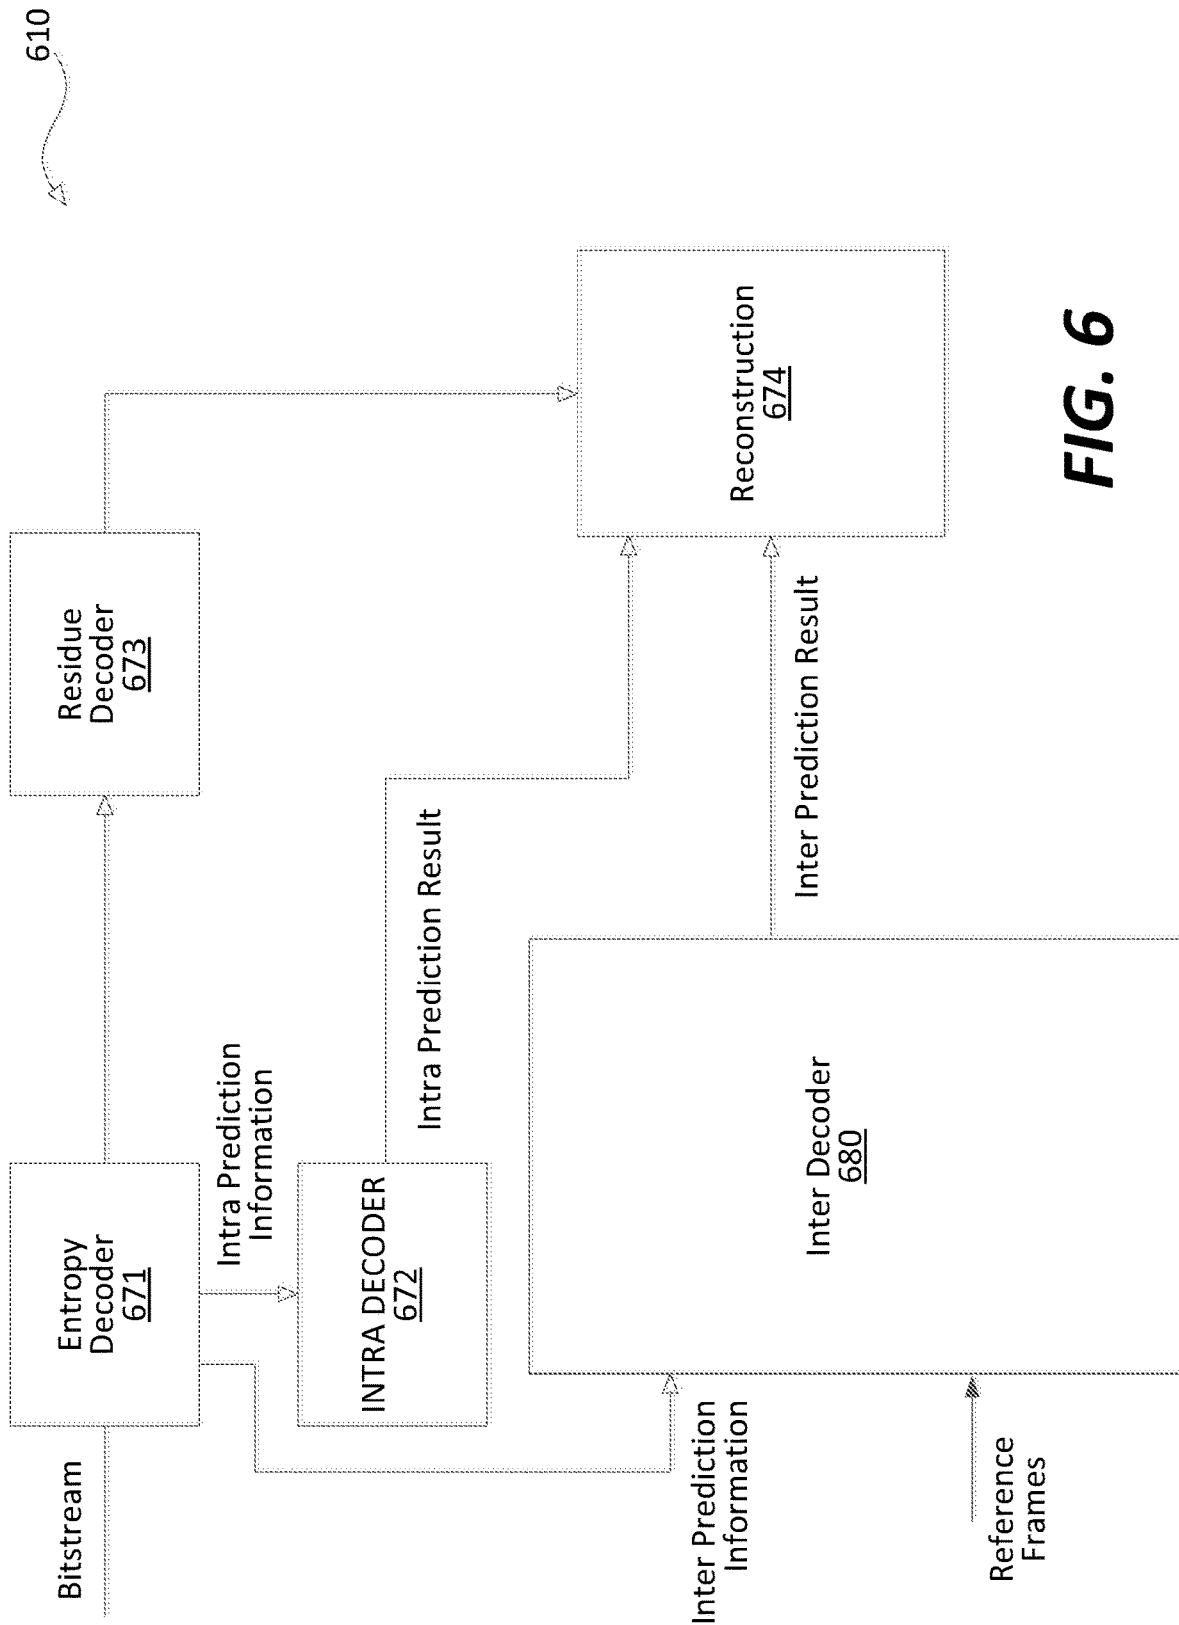 610
Bitstream
Entropy
Decoder
671
Residue
Decoder
673
Intra Prediction
Information
INTRA DECODER
672
Intra Prediction Result
Reconstruction
674
Inter Prediction
Information
Inter Decoder
680
Inter Prediction Result
Reference
Frames
FIG. 6